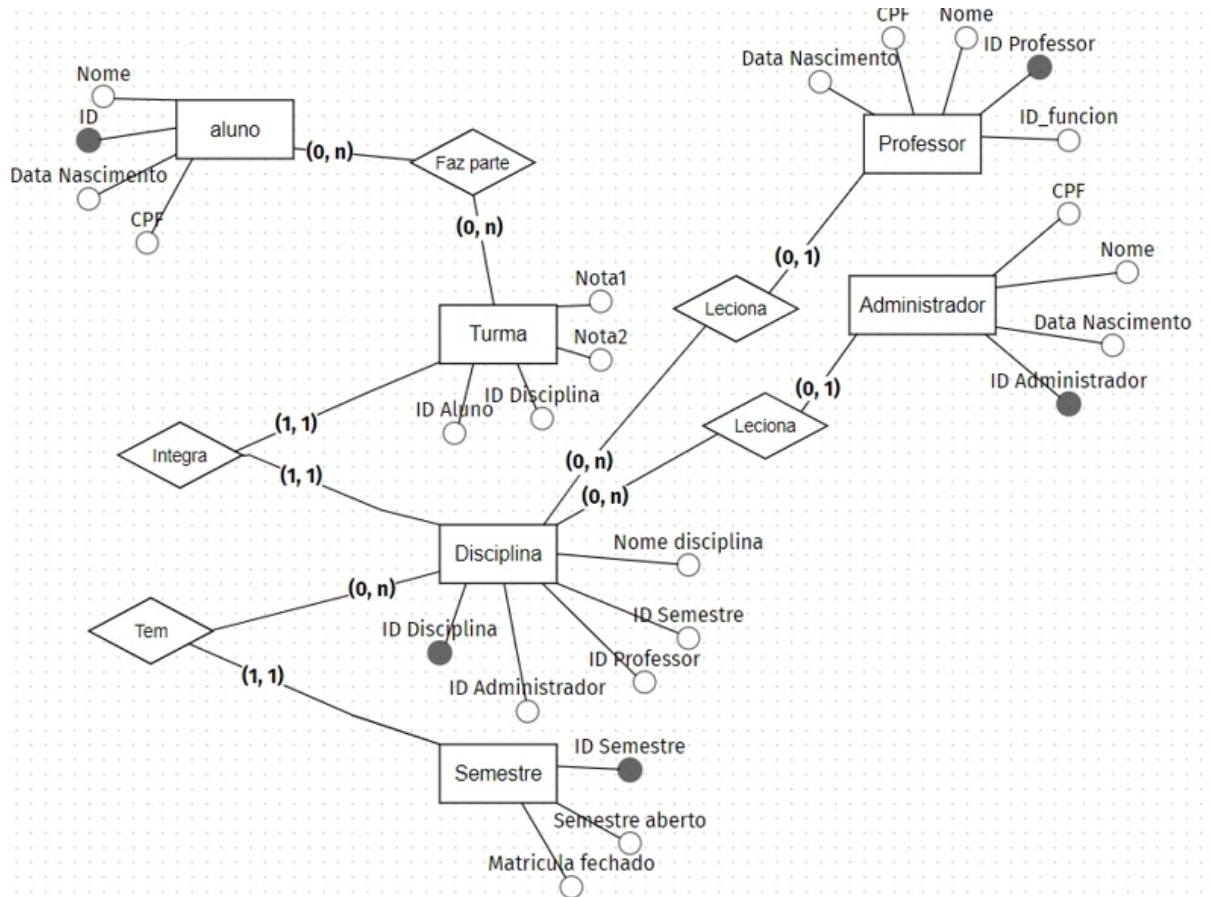 CPF
Nome
ID Professor
Data Nascimento
ID_funcion
Professor
Nome
ID
aluno
Data Nascimento
CPF
(0, n)
Faz parte
(0, n)
CPF
Nome
Administrador
Data Nascimento
ID Administrador
(0, 1)
Leciona
(0, 1)
Leciona
Nota1
Turma
Nota2
ID Aluno
ID Disciplina
(1, 1)
Integra
(1, 1)
(0, n)
(0, n)
Disciplina
Nome disciplina
(0, n)
ID Disciplina
ID Semestre
ID Professor
ID Administrador
Tem
(1, 1)
ID Semestre
Semestre
Semestre aberto
Matricula fechado